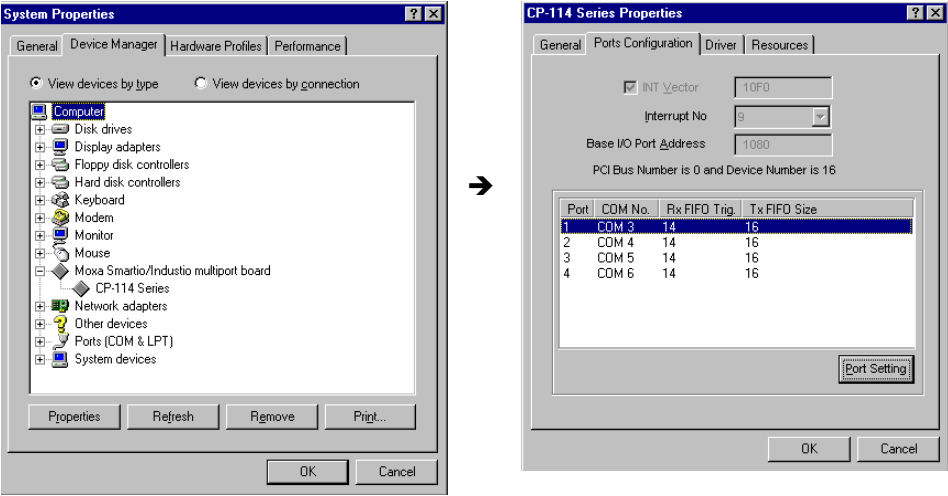 System Properties
General Device Manager Hardware Profiles Performance
View devices by type View devices by connection
Computer
Disk drives
Display adapters
Floppy disk controllers
Hard disk controllers
Keyboard
Modem
Monitor
Mouse
Moxa Smartio/Industio multiport board
CP-114 Series
Network adapters
Other devices
Ports (COM & LPT)
System devices
Properties Refresh Remove Print...
OK Cancel
CP-114 Series Properties
General Ports Configuration Driver Resources
INT Vector 10F0
Interrupt No 9
Base I/O Port Address 1080
PCI Bus Number is 0 and Device Number is 16
Port COM No. Rx FIFO Trig. Tx FIFO Size
1 COM 3 14 16
2 COM 4 14 16
3 COM 5 14 16
4 COM 6 14 16
Port Setting
OK Cancel